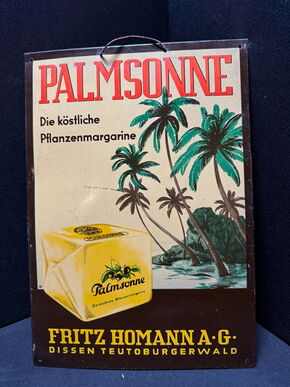 PALMSONNE
Die köstliche
Pflanzenmargarine
Palmsonne
FRITZ HOMANN A·G·
DISSEN TEUTOBURGERWALD